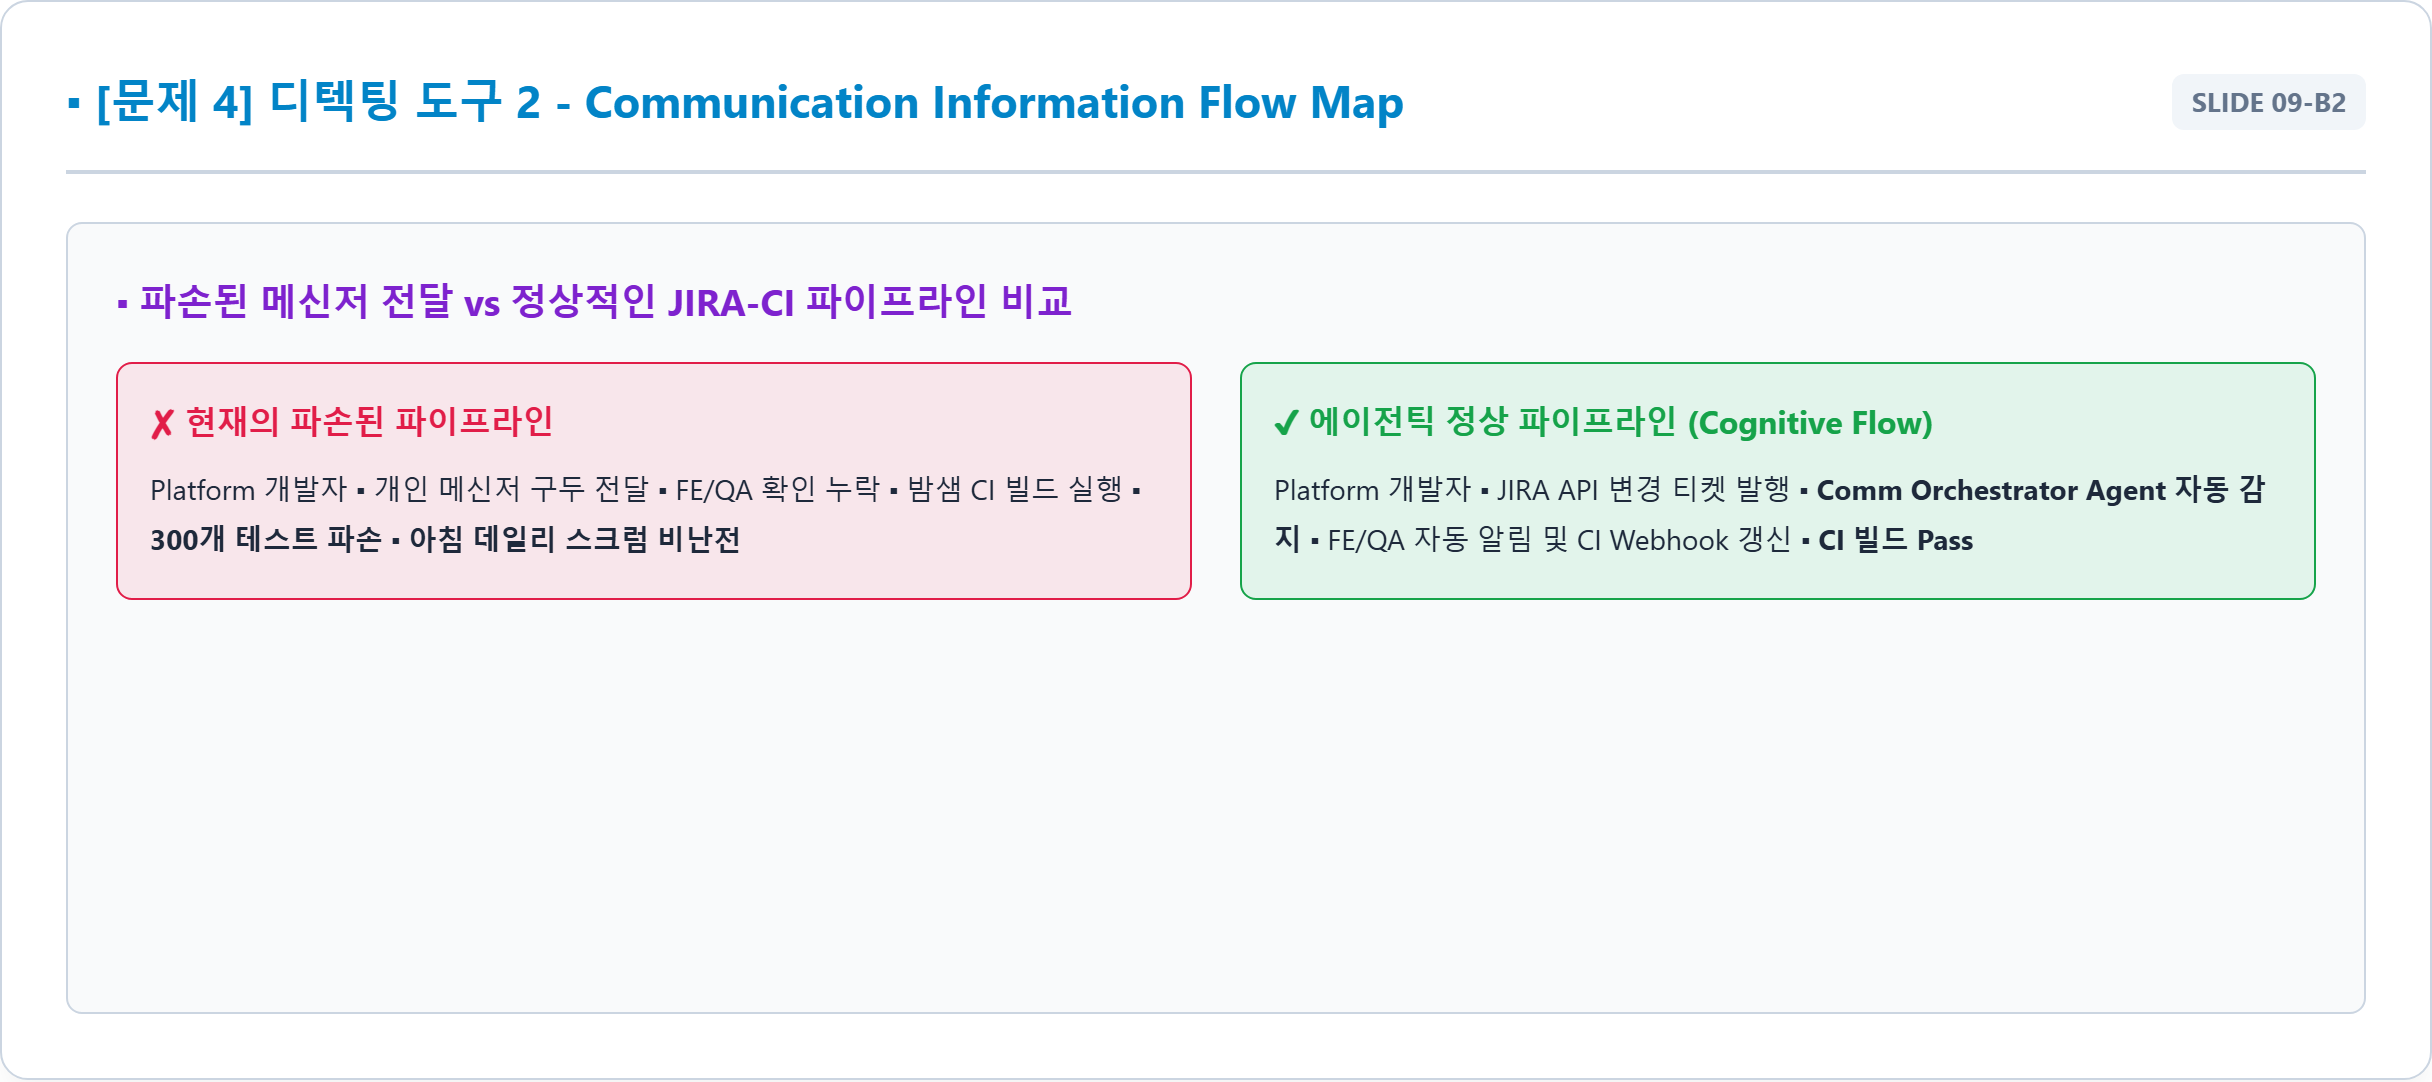 ▪ [문제 4] 디텍팅 도구 2 - Communication Information Flow Map
SLIDE 09-B2
▪ 파손된 메신저 전달 vs 정상적인 JIRA-CI 파이프라인 비교
✗ 현재의 파손된 파이프라인
Platform 개발자 ▪ 개인 메신저 구두 전달 ▪ FE/QA 확인 누락 ▪ 밤샘 CI 빌드 실행 ▪
300개 테스트 파손 ▪ 아침 데일리 스크럼 비난전
✔ 에이전틱 정상 파이프라인 (Cognitive Flow)
Platform 개발자 ▪ JIRA API 변경 티켓 발행 ▪ Comm Orchestrator Agent 자동 감
지 ▪ FE/QA 자동 알림 및 CI Webhook 갱신 ▪ CI 빌드 Pass